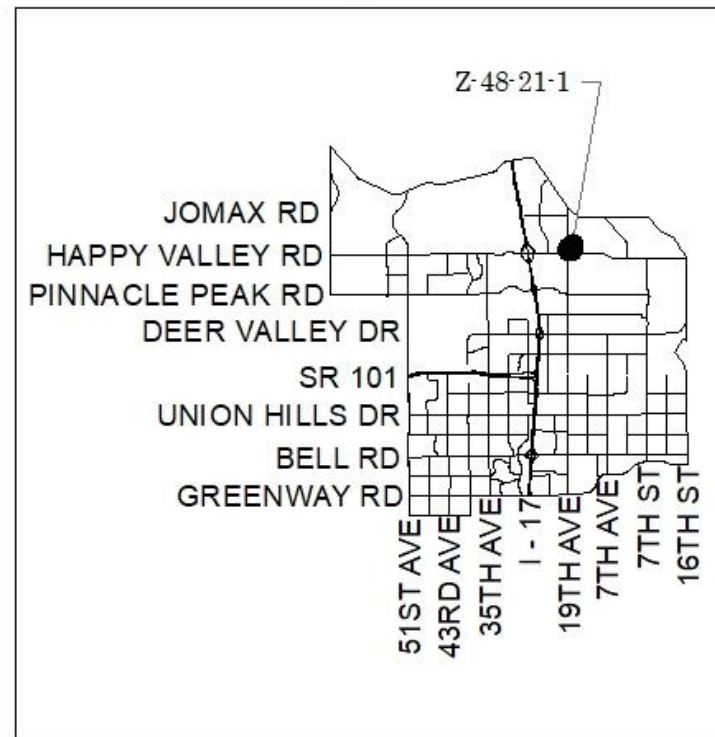 Z-48-21-1
JOMAX RD
HAPPY VALLEY RD
PINNACLE PEAK RD
DEER VALLEY DR
SR 101
UNION HILLS DR
BELL RD
GREENWAY RD
51ST AVE
43RD AVE
35TH AVE
I - 17
19TH AVE
7TH AVE
7TH ST
16TH ST